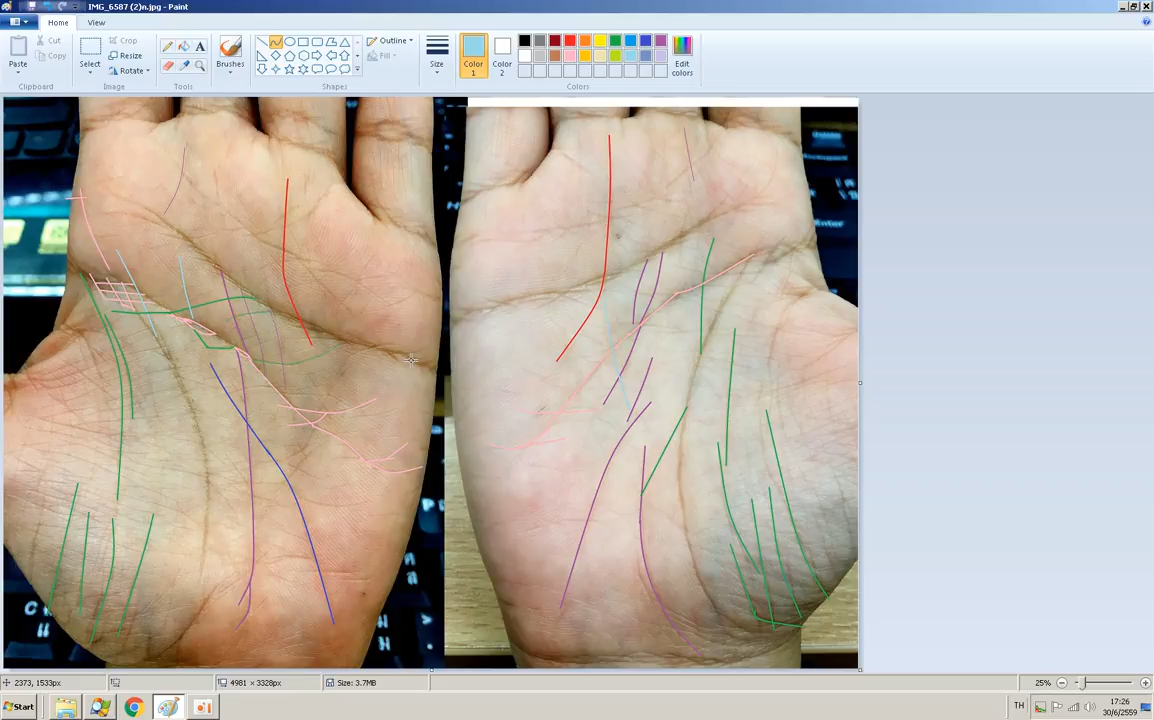 IMG_6587 (2)n.jpg - Paint
Home View
Paste
Cut
Copy
Clipboard
Select
Crop
Resize
Rotate
Image
Tools
Brushes
Outline
Fill
Shapes
Size
Color 1
Color 2
Edit colors
Colors
2373, 1533px
4981 × 3328px
Size: 3.7MB
25%
Start
TH
17:26
30/6/2559